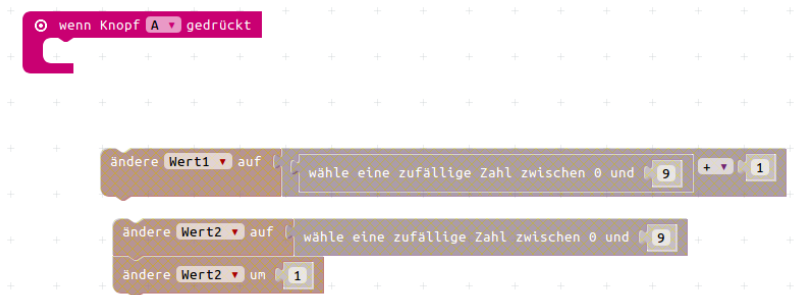 wenn Knopf A gedrückt
ändere Wert1 auf wähle eine zufällige Zahl zwischen 0 und 9 + 1
ändere Wert2 auf wähle eine zufällige Zahl zwischen 0 und 9
ändere Wert2 um 1